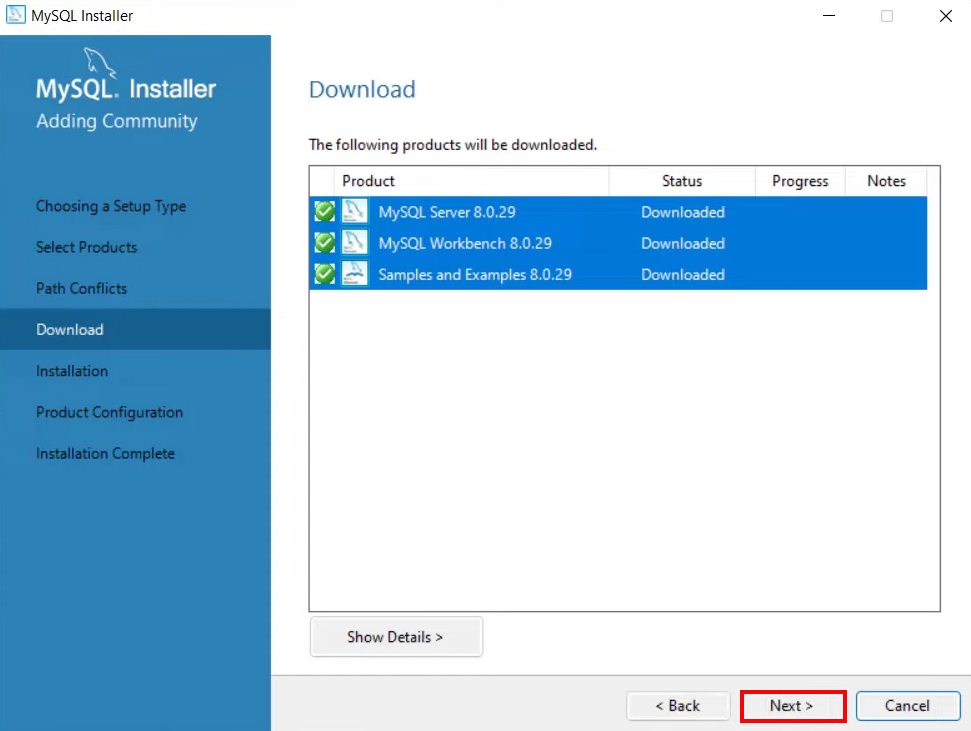 MySQL Installer
MySQL. Installer
Adding Community
Choosing a Setup Type
Select Products
Path Conflicts
Download
Installation
Product Configuration
Installation Complete
Download
The following products will be downloaded.
Product Status Progress Notes
MySQL Server 8.0.29 Downloaded
MySQL Workbench 8.0.29 Downloaded
Samples and Examples 8.0.29 Downloaded
Show Details >
< Back Next > Cancel